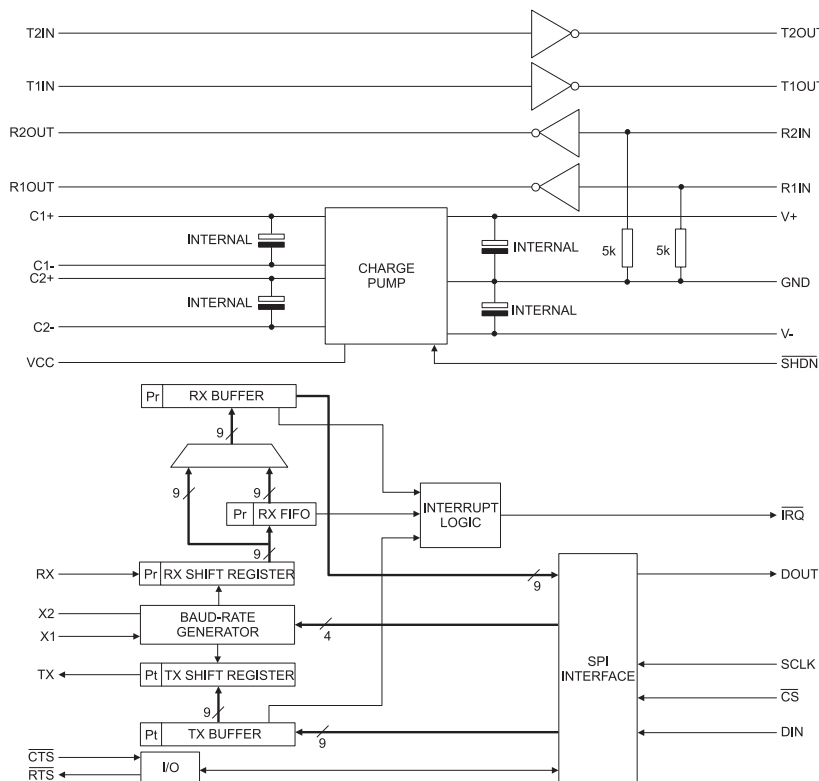 T2IN
T2OUT
T1IN
T1OUT
R2OUT
R2IN
R1OUT
R1IN
C1+
V+
INTERNAL
INTERNAL
CHARGE
PUMP
5k
5k
C1-
C2+
GND
INTERNAL
INTERNAL
C2-
V-
VCC
SHDN
Pr
RX BUFFER
9
9
9
Pr
RX FIFO
INTERRUPT
LOGIC
IRQ
9
RX
Pr
RX SHIFT REGISTER
9
DOUT
X2
X1
BAUD-RATE
GENERATOR
4
SPI
INTERFACE
TX
Pt
TX SHIFT REGISTER
SCLK
CS
9
Pt
TX BUFFER
9
DIN
CTS
RTS
I/O